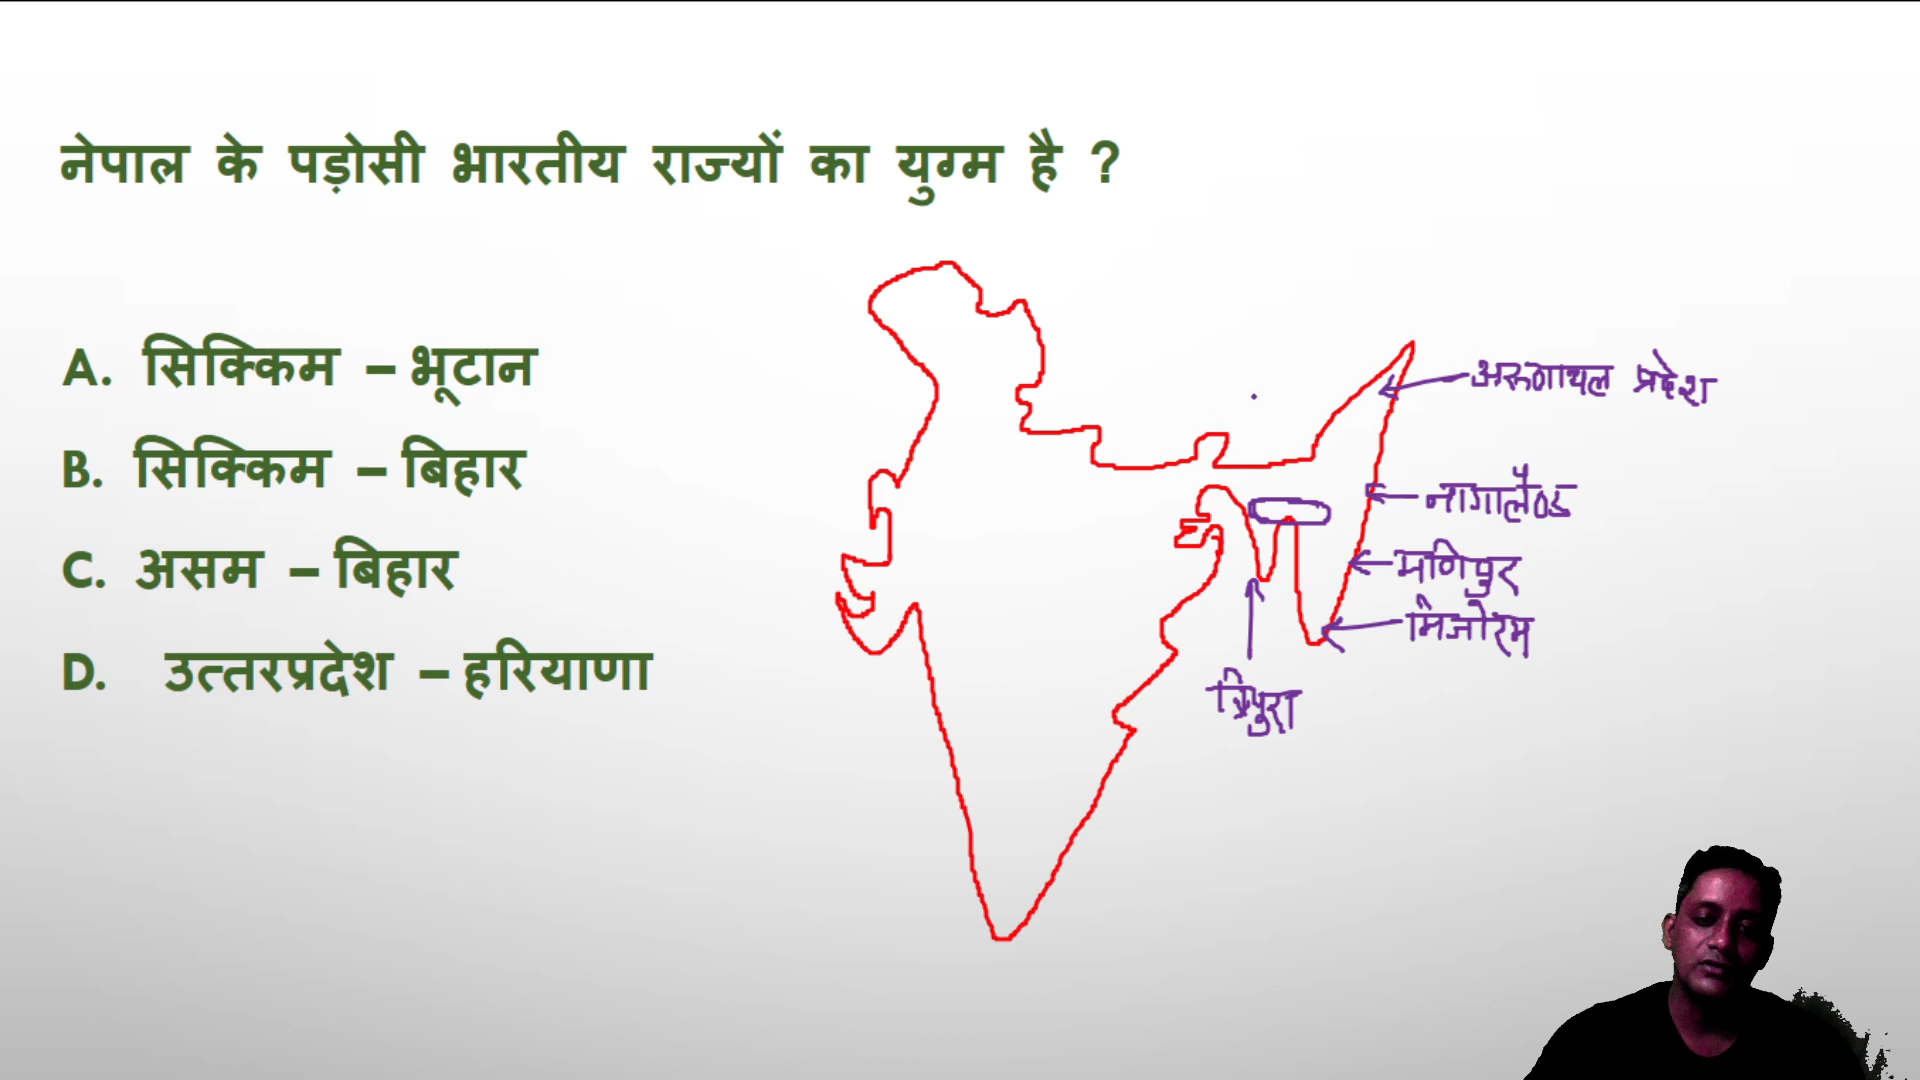 नेपाल के पड़ोसी भारतीय राज्यों का युग्म है ?
A. सिक्किम – भूटान
B. सिक्किम – बिहार
C. असम – बिहार
D. उत्तरप्रदेश – हरियाणा
अरुणाचल प्रदेश
नागालैण्ड
मणिपुर
मिजोरम
त्रिपुरा